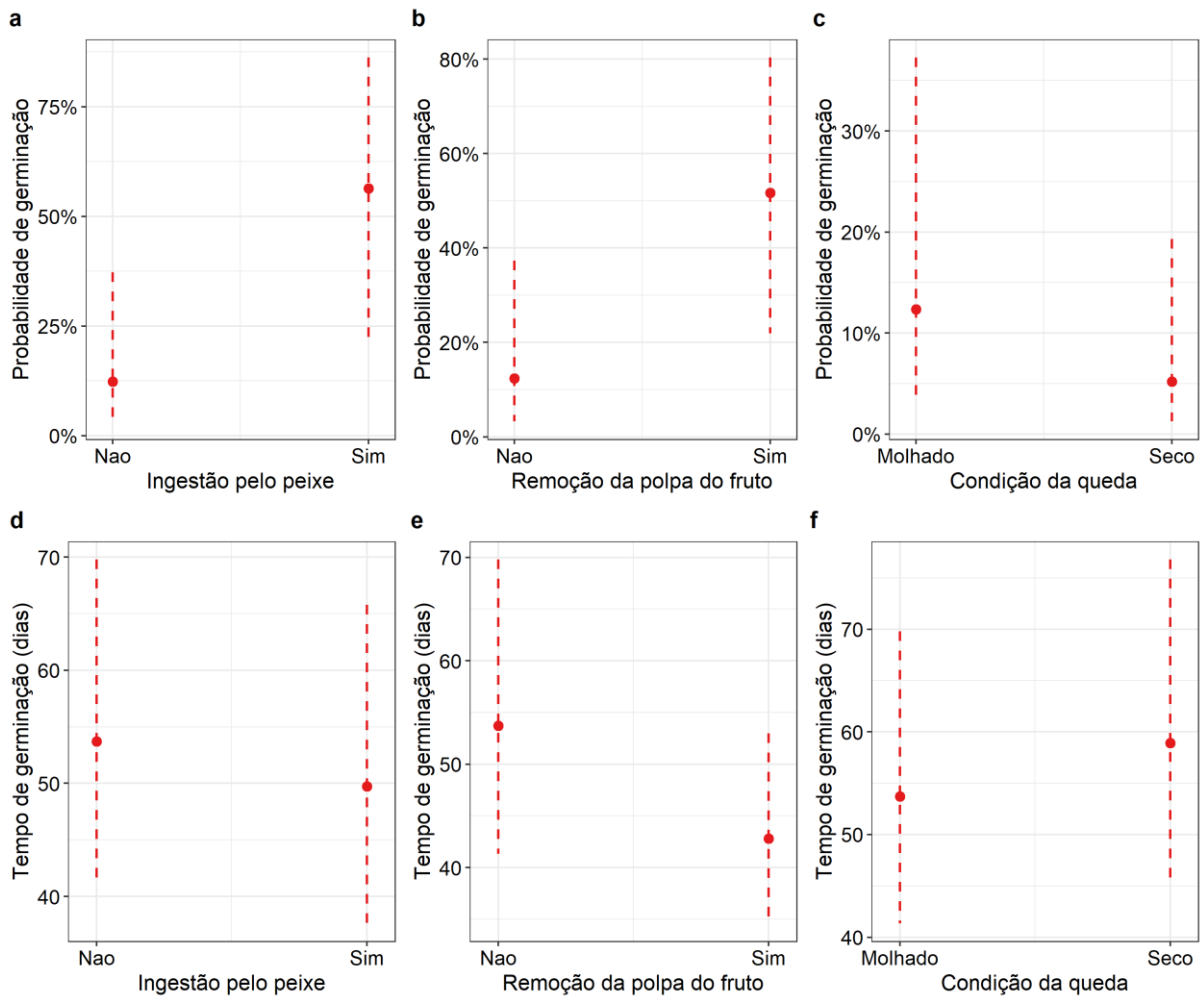 a
Probabilidade de germinação
75%
50%
25%
0%
Nao Sim
Ingestão pelo peixe
b
Probabilidade de germinação
80%
60%
40%
20%
0%
Nao Sim
Remoção da polpa do fruto
c
Probabilidade de germinação
30%
20%
10%
0%
Molhado Seco
Condição da queda
d
Tempo de germinação (dias)
70
60
50
40
Nao Sim
Ingestão pelo peixe
e
Tempo de germinação (dias)
70
60
50
40
Nao Sim
Remoção da polpa do fruto
f
Tempo de germinação (dias)
70
60
50
40
Molhado Seco
Condição da queda